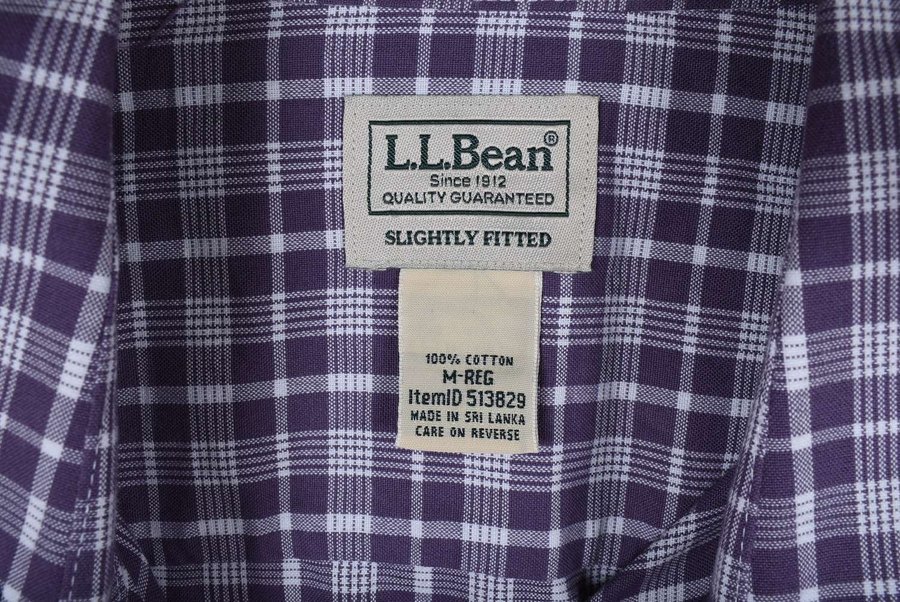 L.L.Bean®
Since 1912
QUALITY GUARANTEED
SLIGHTLY FITTED
100% COTTON
M-REG
ItemID 513829
MADE IN SRI LANKA
CARE ON REVERSE